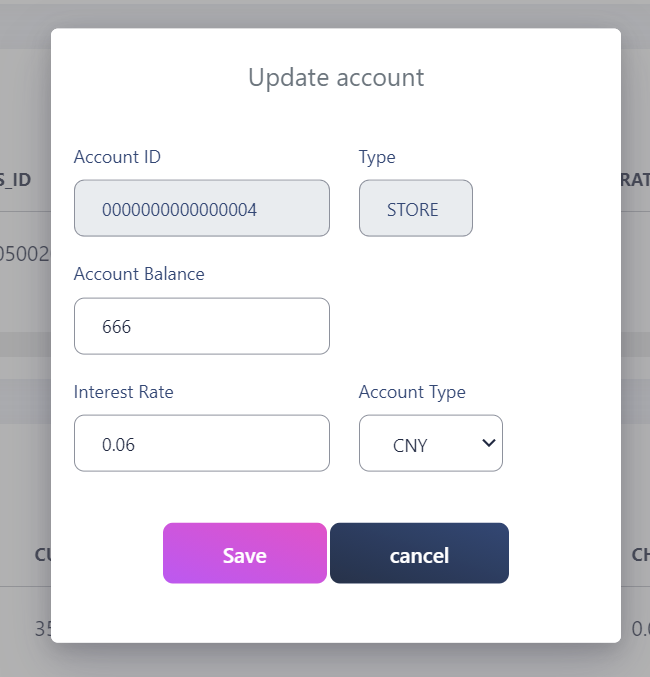 Update account
Account ID Type
S_ID
RAT
0000000000000004 STORE
05002
Account Balance
666
Interest Rate Account Type
0.06 CNY
Save cancel
CU
CH
35
0.0